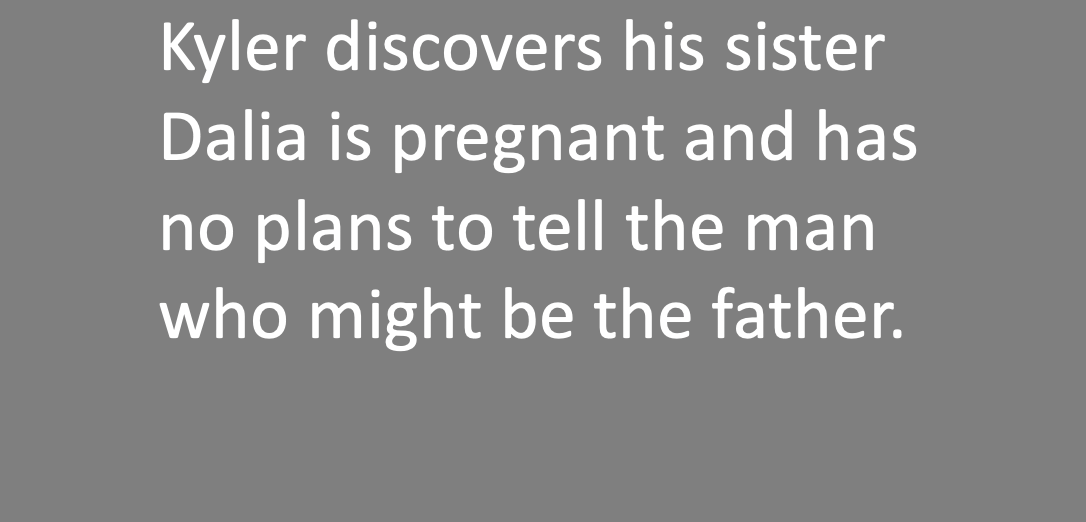 Kyler discovers his sister
Dalia is pregnant and has
no plans to tell the man
who might be the father.